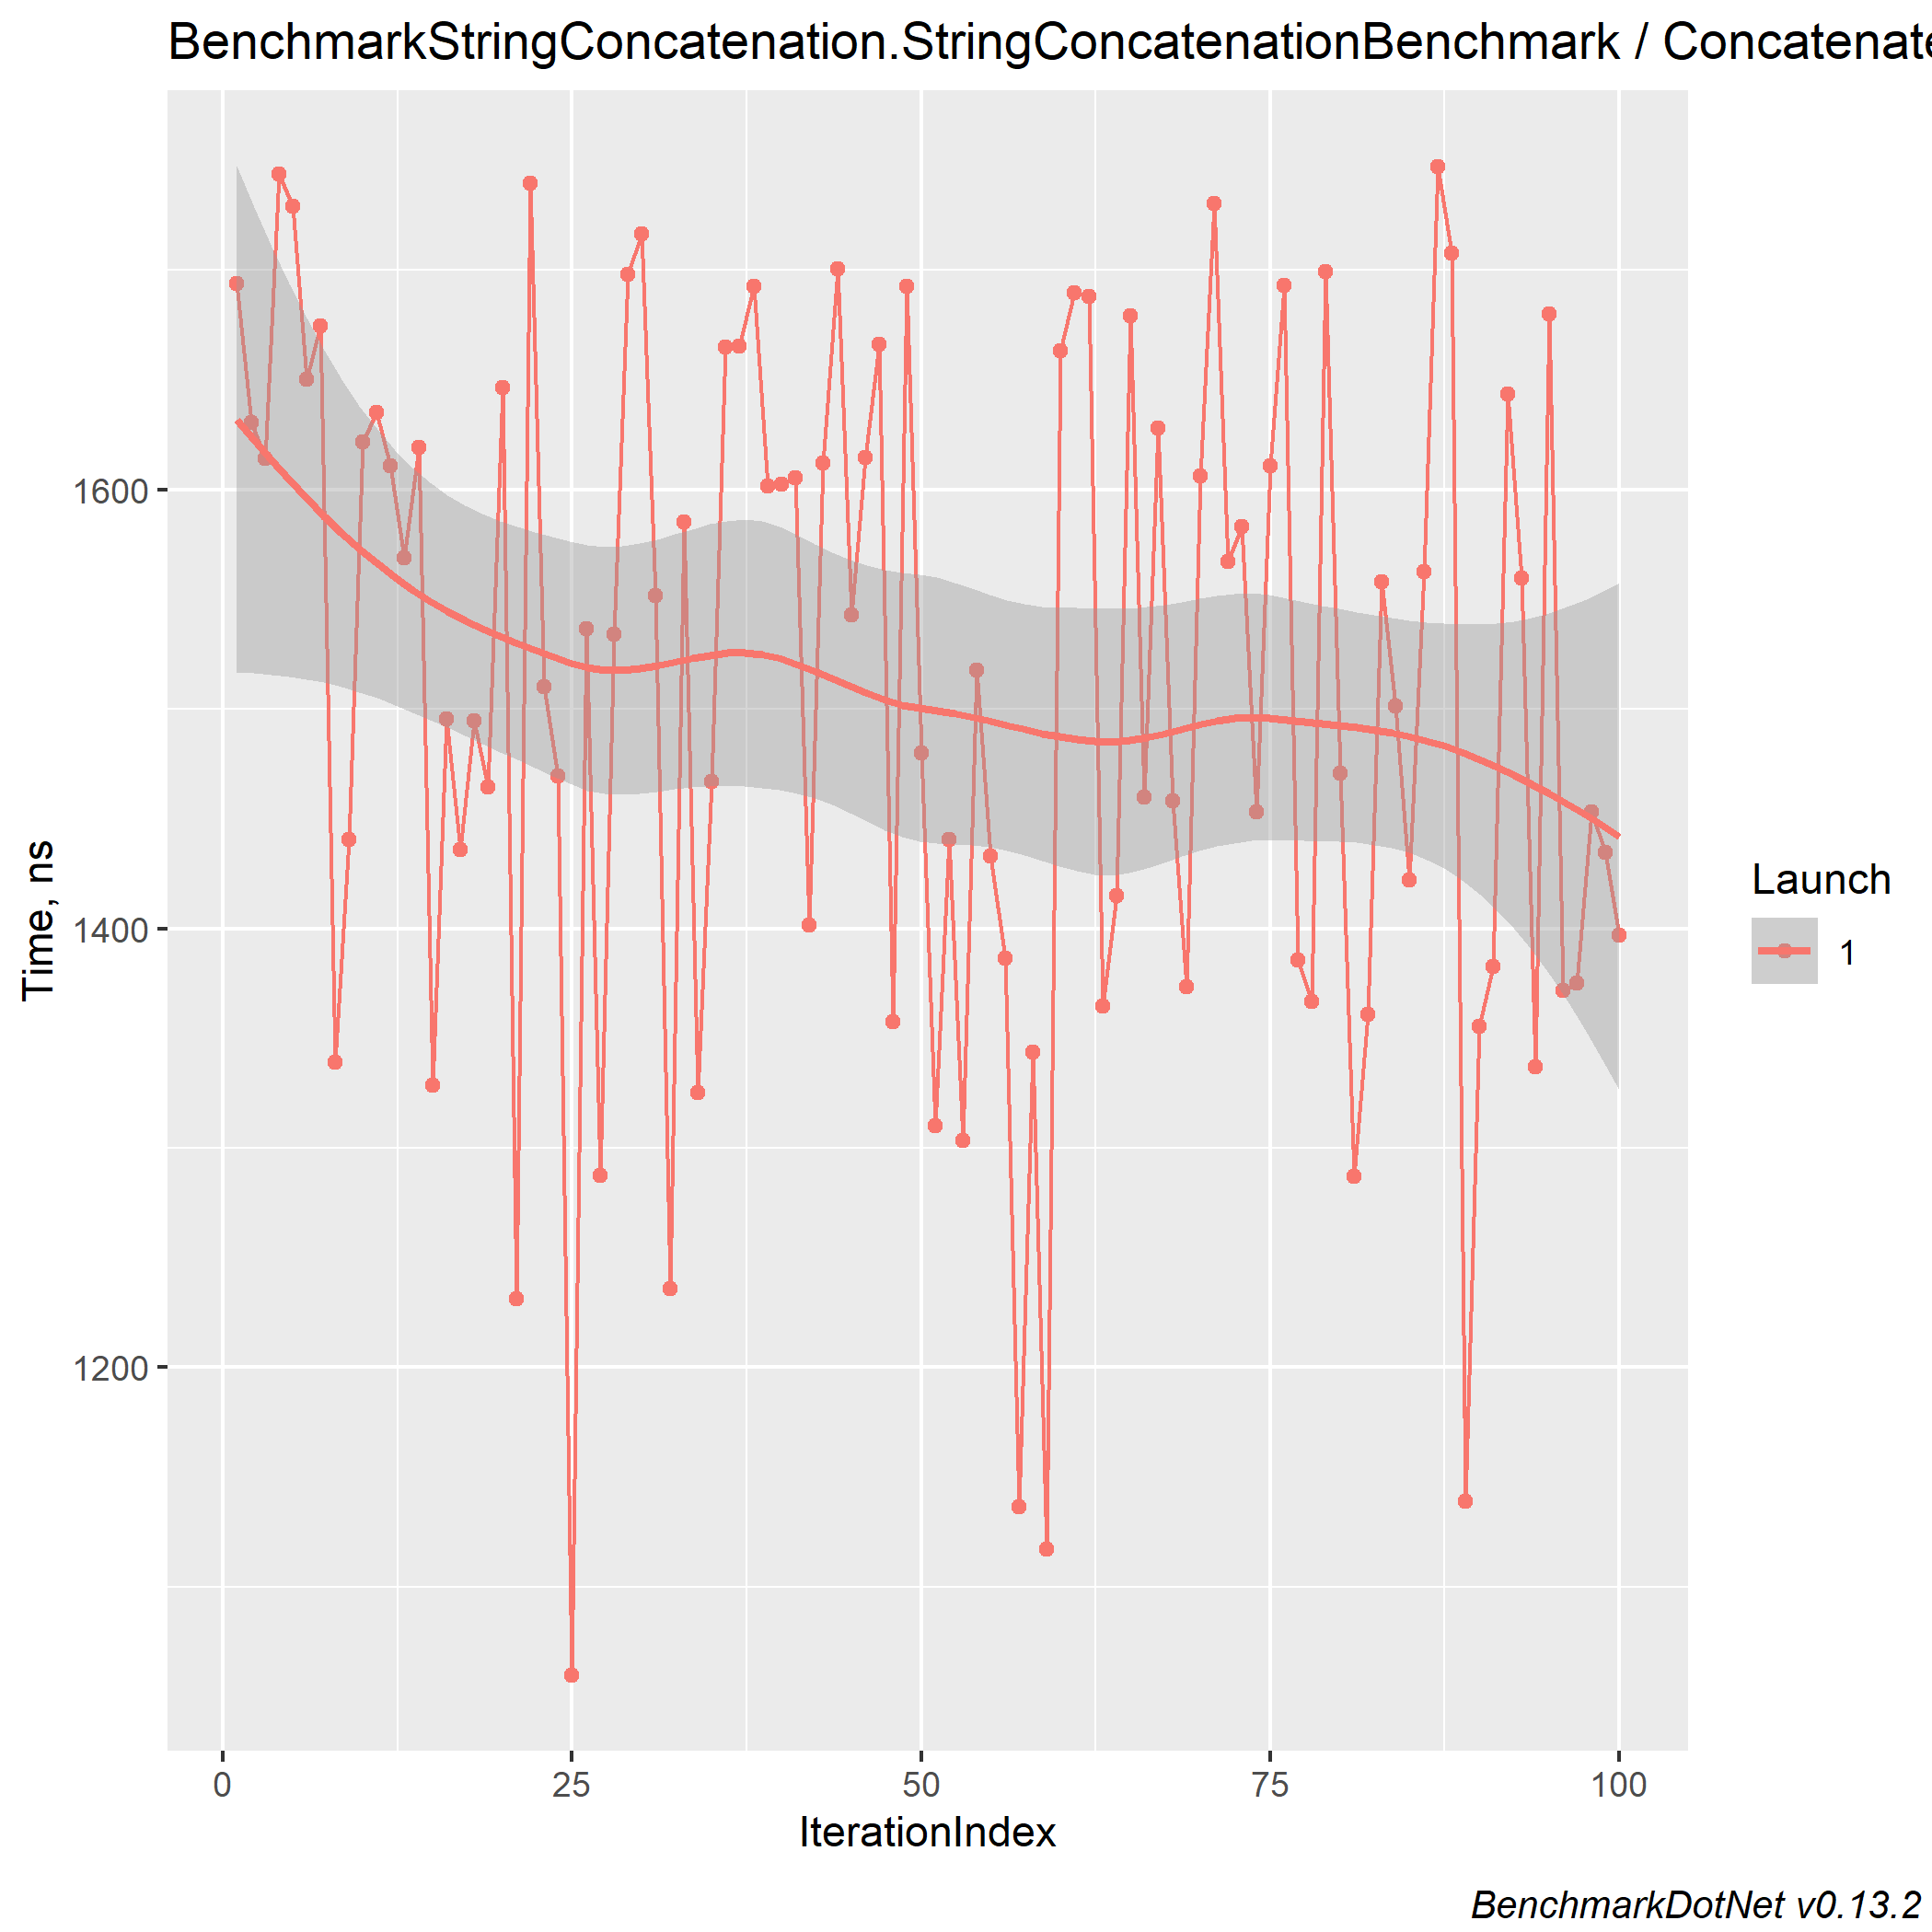 BenchmarkStringConcatenation.StringConcatenationBenchmark / Concatenate
1600
1400
1200
Time, ns
0 25 50 75 100
IterationIndex
Launch
1
BenchmarkDotNet v0.13.2